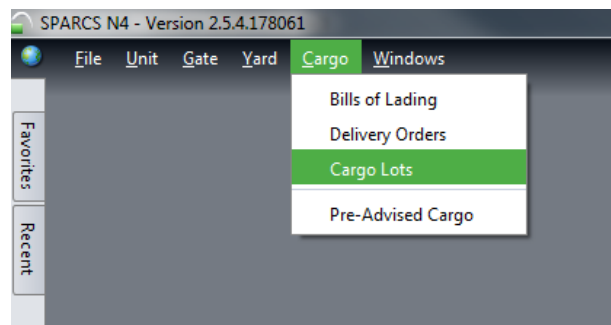 SPARCS N4 - Version 2.5.4.178061
File Unit Gate Yard Cargo Windows
Bills of Lading
Delivery Orders
Cargo Lots
Pre-Advised Cargo
Favorites
Recent